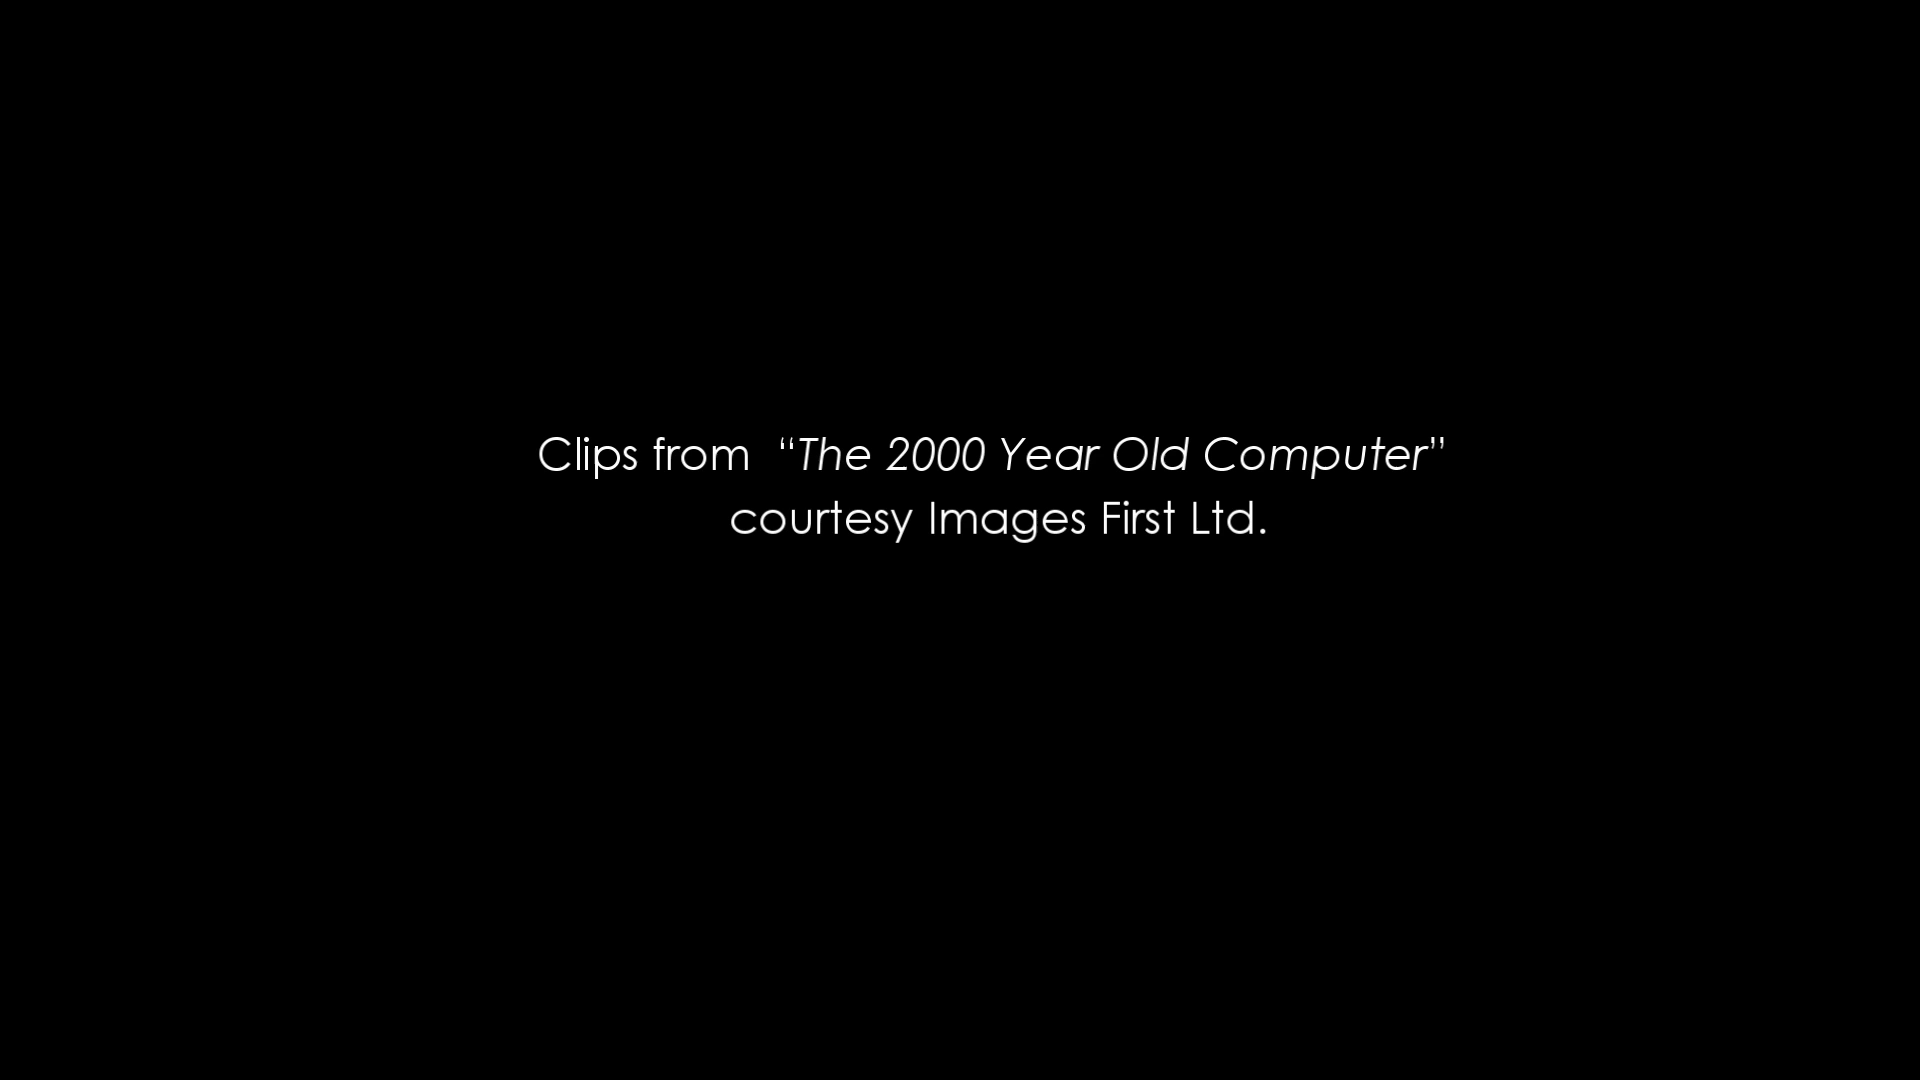 Clips from  “The 2000 Year Old Computer”
courtesy Images First Ltd.